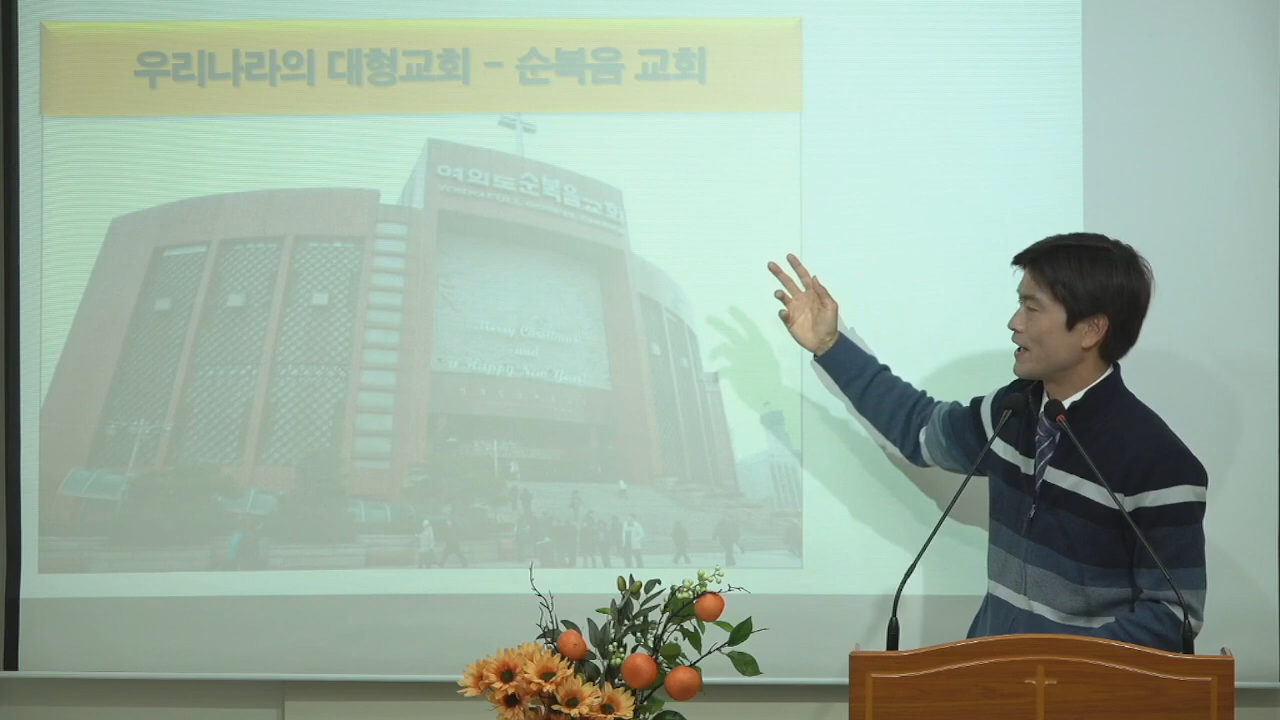 우리나라의 대형교회 - 순복음 교회
여의도순복음교회
Merry Christmas
and
a Happy New Year